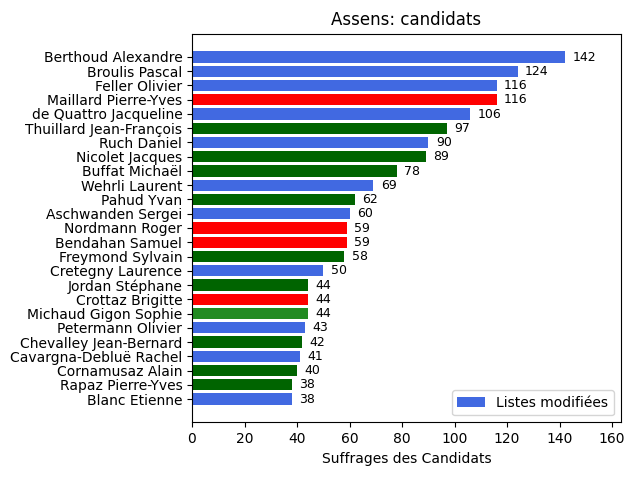 Assens: candidats
Berthoud Alexandre 142
Broulis Pascal 124
Feller Olivier 116
Maillard Pierre-Yves 116
de Quattro Jacqueline 106
Thuillard Jean-François 97
Ruch Daniel 90
Nicolet Jacques 89
Buffat Michaël 78
Wehrli Laurent 69
Pahud Yvan 62
Aschwanden Sergei 60
Nordmann Roger 59
Bendahan Samuel 59
Freymond Sylvain 58
Cretegny Laurence 50
Jordan Stéphane 44
Crottaz Brigitte 44
Michaud Gigon Sophie 44
Petermann Olivier 43
Chevalley Jean-Bernard 42
Cavargna-Debluë Rachel 41
Cornamusaz Alain 40
Rapaz Pierre-Yves 38
Blanc Etienne 38
Listes modifiées
0 20 40 60 80 100 120 140 160
Suffrages des Candidats